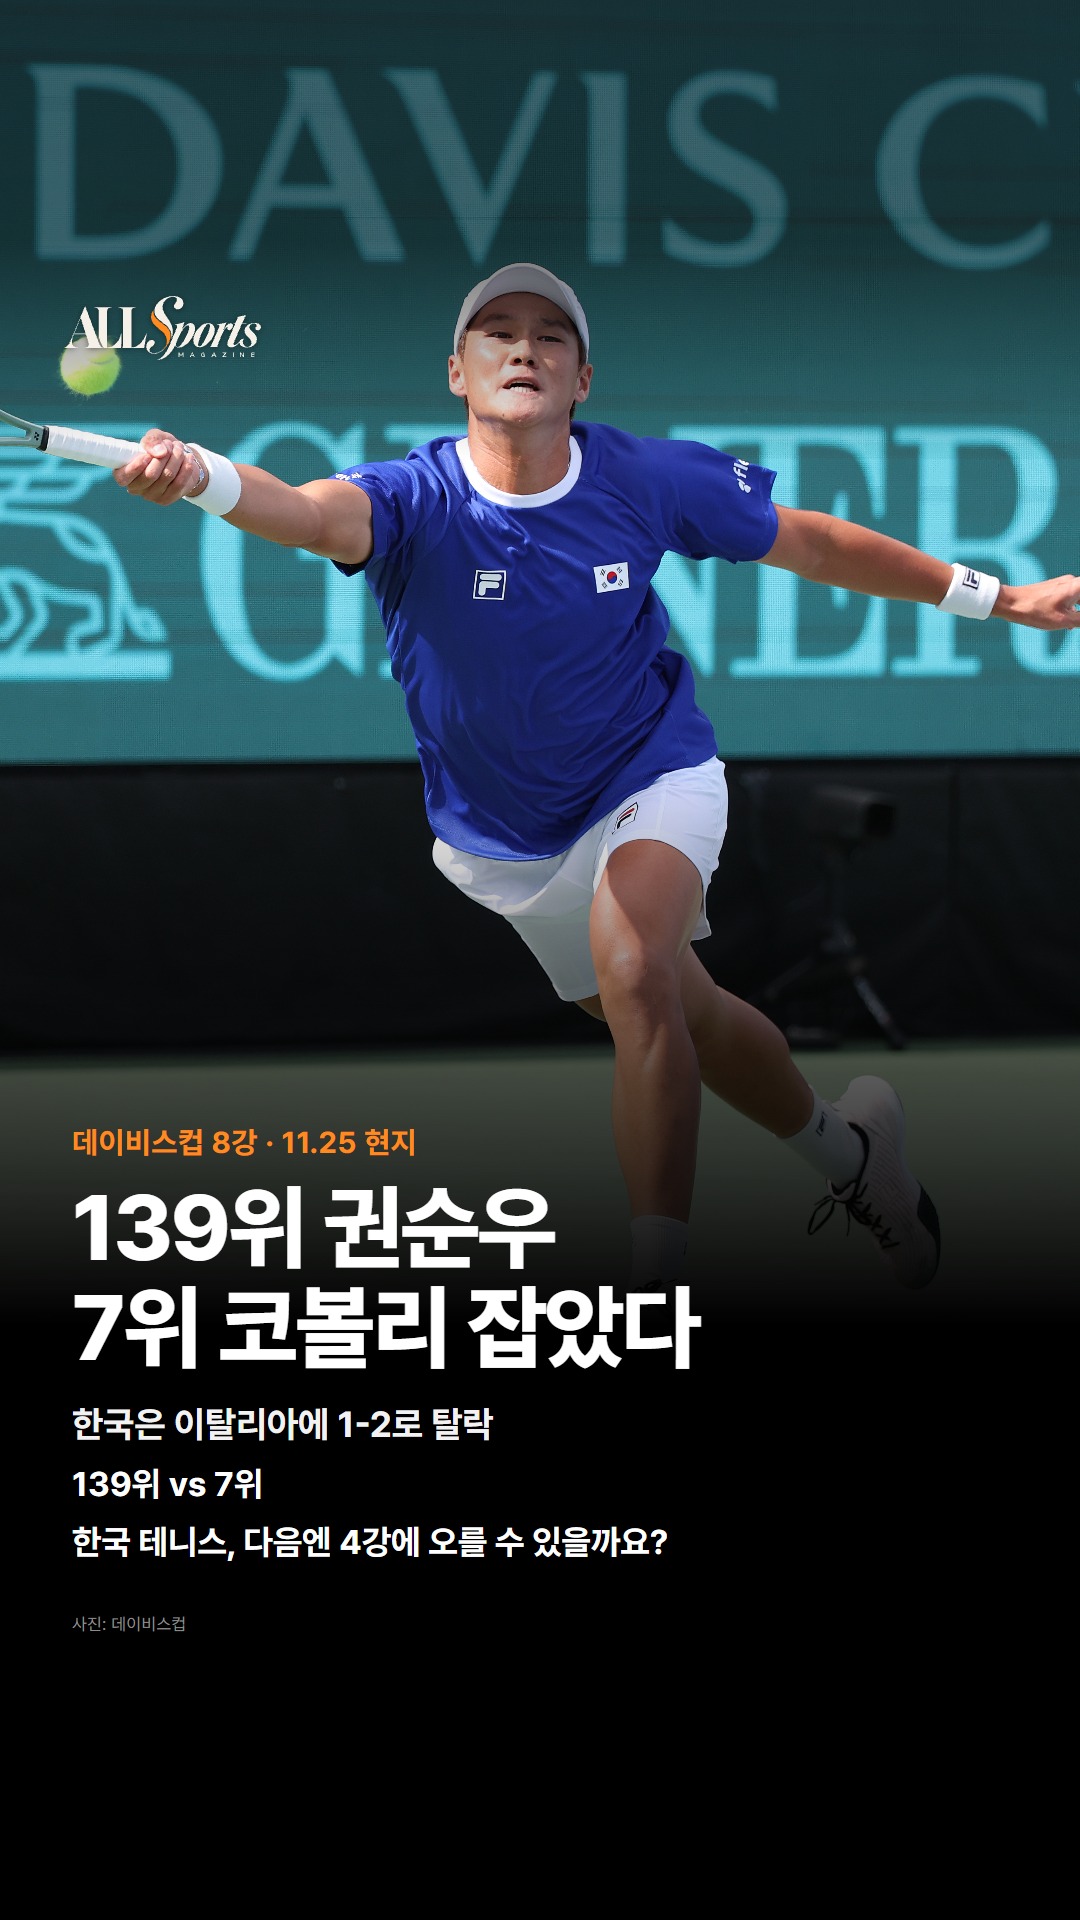 DAVIS C
ALL Sports
MAGAZINE
GENER
데이비스컵 8강 · 11.25 현지
139위 권순우
7위 코볼리 잡았다
한국은 이탈리아에 1-2로 탈락
139위 vs 7위
한국 테니스, 다음엔 4강에 오를 수 있을까요?
사진: 데이비스컵